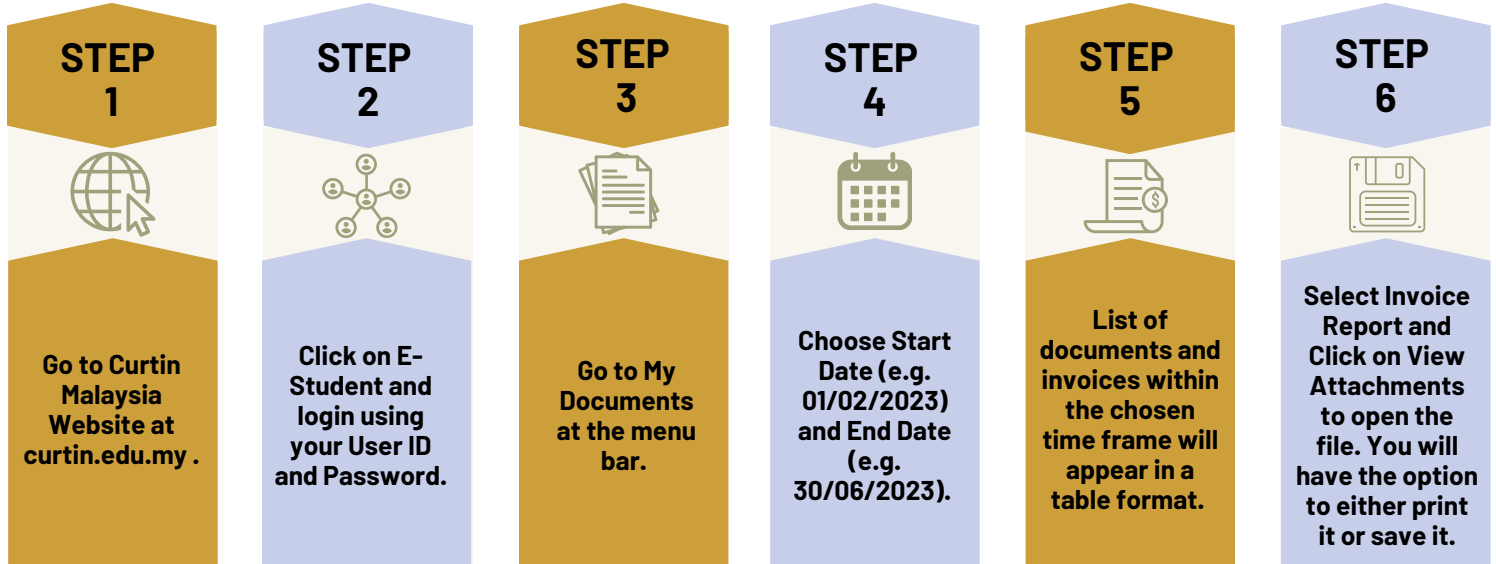 STEP
1
Go to Curtin
Malaysia
Website at
curtin.edu.my .
STEP
2
Click on E-
Student and
login using
your User ID
and Password.
STEP
3
Go to My
Documents
at the menu
bar.
STEP
4
Choose Start
Date (e.g.
01/02/2023)
and End Date
(e.g.
30/06/2023).
STEP
5
$
List of
documents and
invoices within
the chosen
time frame will
appear in a
table format.
STEP
6
Select Invoice
Report and
Click on View
Attachments
to open the
file. You will
have the option
to either print
it or save it.